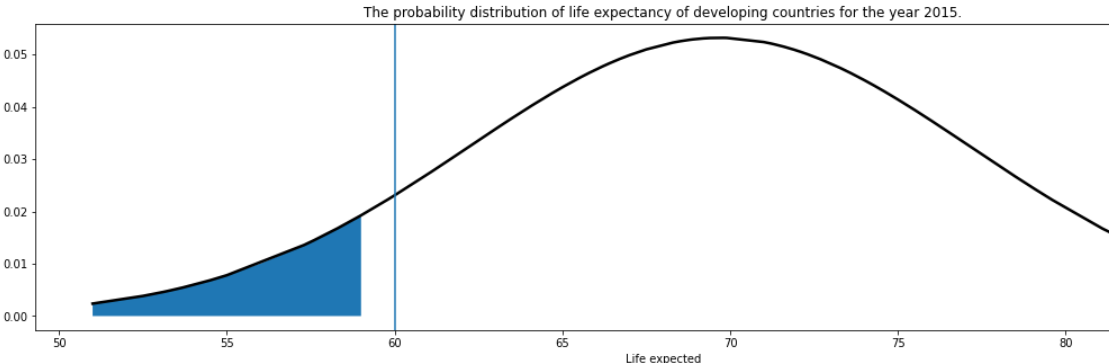 The probability distribution of life expectancy of developing countries for the year 2015.
0.05
0.04
0.03
0.02
0.01
0.00
50 55 60 65 70 75 80
Life expected